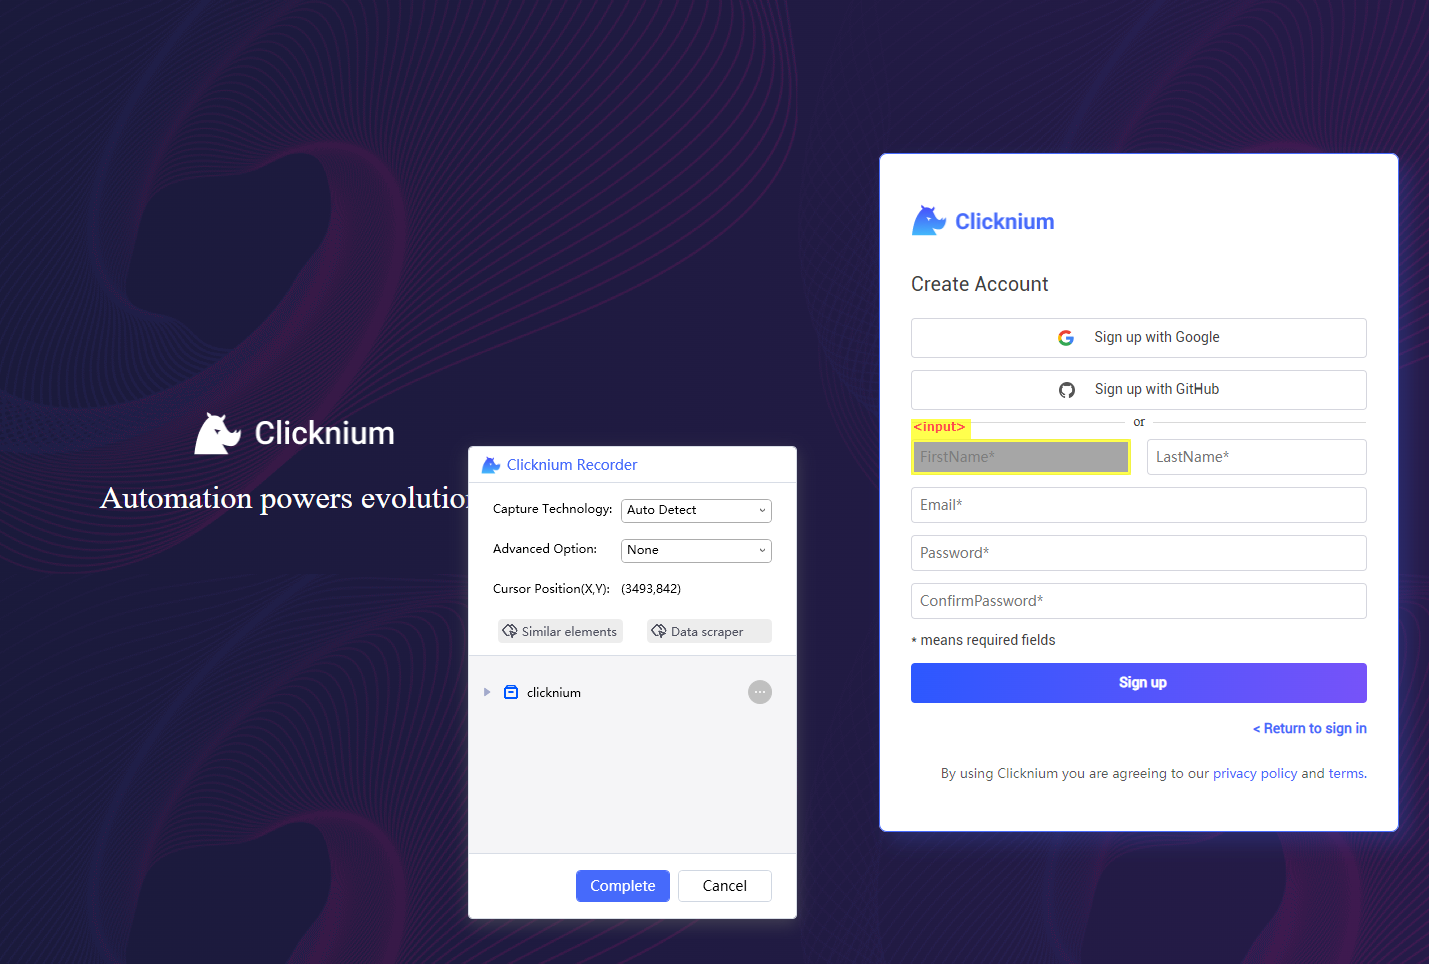 Clicknium
Automation powers evolution
Clicknium Recorder
Capture Technology: Auto Detect
Advanced Option: None
Cursor Position(X,Y): (3493,842)
Similar elements Data scraper
clicknium
Complete Cancel
Clicknium
Create Account
Sign up with Google
Sign up with GitHub
or
<input>
FirstName* LastName*
Email*
Password*
ConfirmPassword*
* means required fields
Sign up
< Return to sign in
By using Clicknium you are agreeing to our privacy policy and terms.